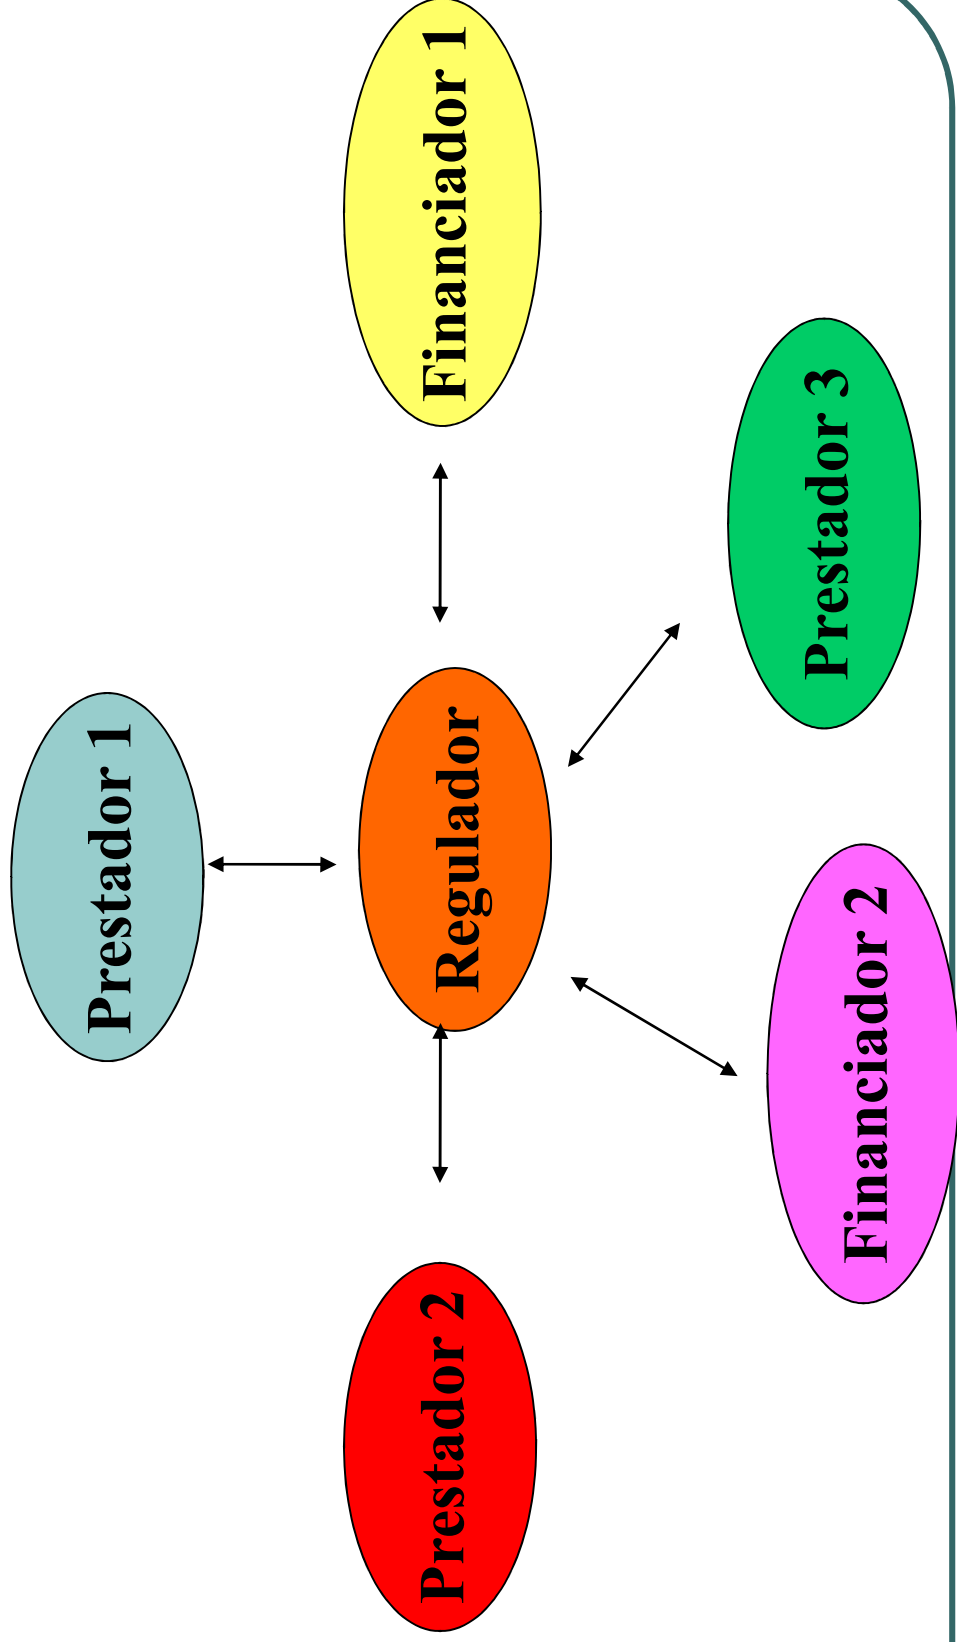 Prestador 1
Prestador 2
Regulador
Financiador 1
Financiador 2
Prestador 3